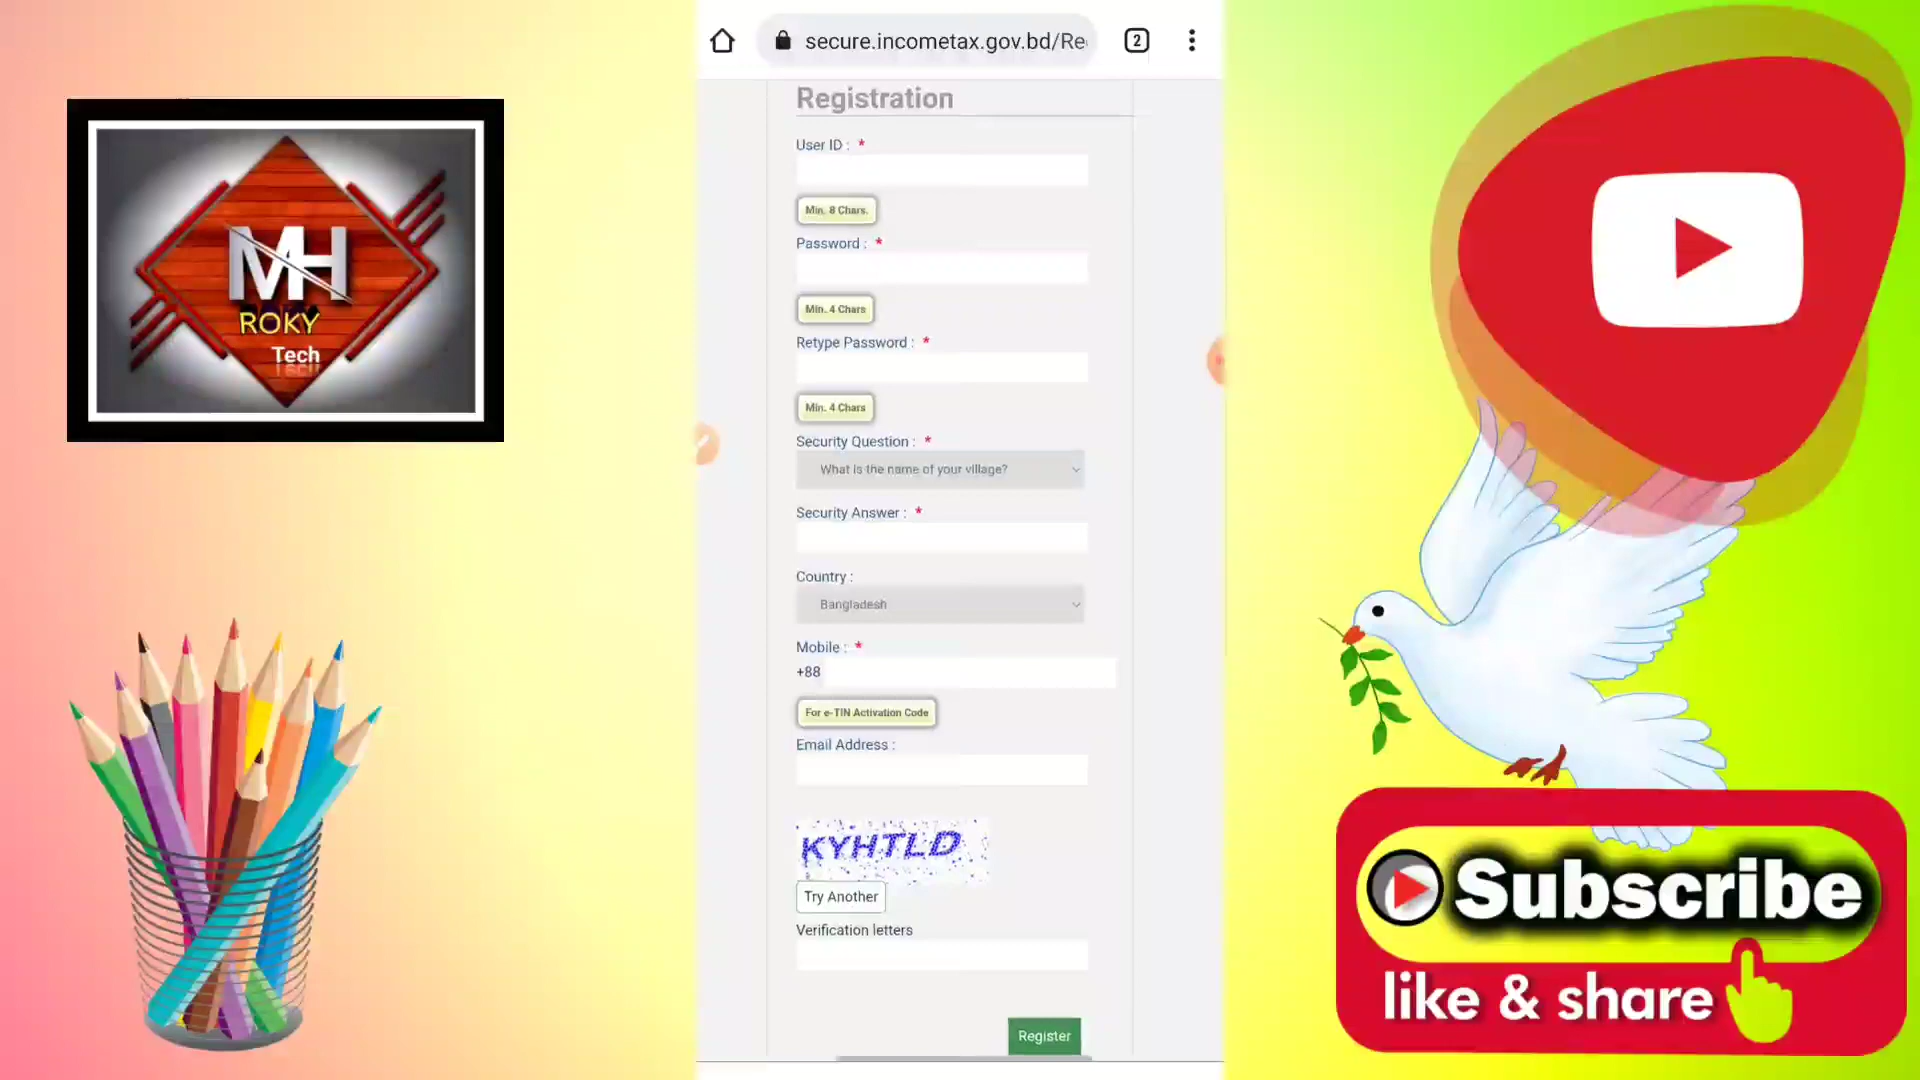 secure.incometax.gov.bd/Re
2
Registration
User ID : *
Min. 8 Chars.
Password : *
Min. 4 Chars
Retype Password : *
Min. 4 Chars
Security Question : *
What is the name of your village?
Security Answer : *
Country :
Bangladesh
Mobile : *
+88
For e-TIN Activation Code
Email Address :
KYHTLD
Try Another
Verification letters
Register
MH
ROKY
Tech
Subscribe
like & share